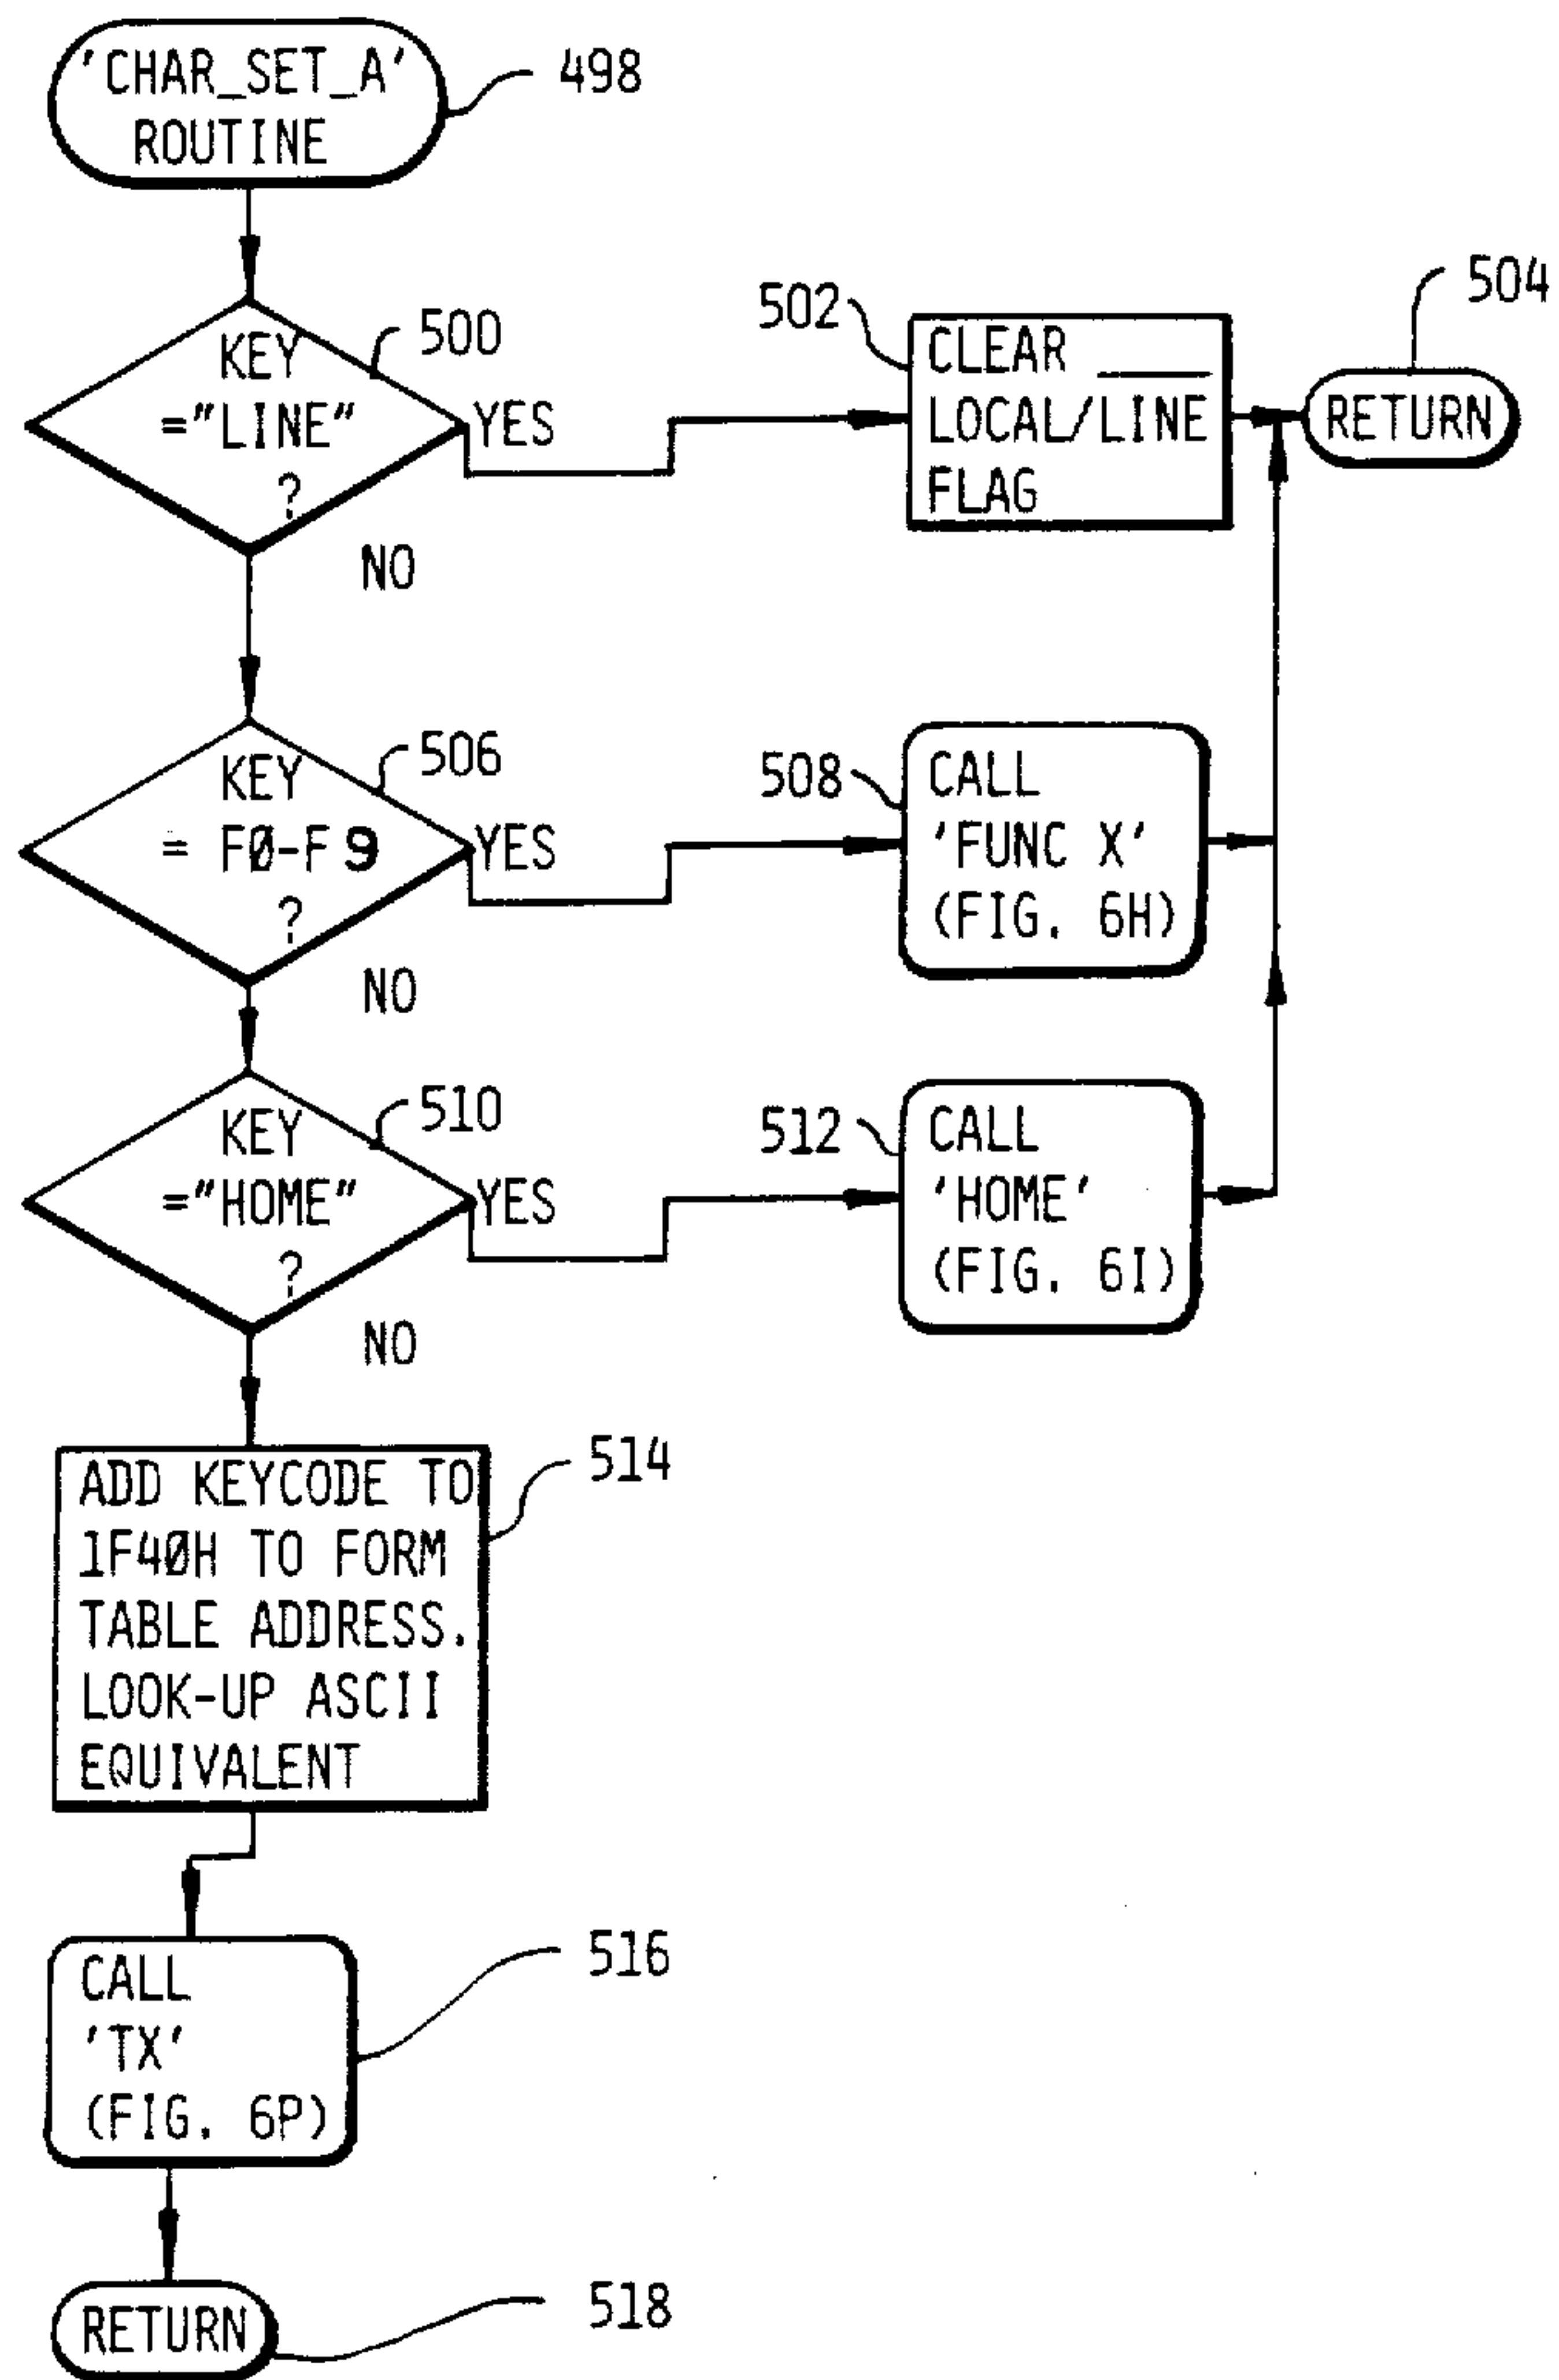 'CHAR_SET_A'
ROUTINE
498
KEY
="LINE"
?
500
YES
NO
502
CLEAR
LOCAL/LINE
FLAG
504
RETURN
KEY
= FØ-F9
?
506
YES
NO
508
CALL
'FUNC X'
(FIG. 6H)
KEY
="HOME"
?
510
YES
NO
512
CALL
'HOME'
(FIG. 6I)
ADD KEYCODE TO
1F4ØH TO FORM
TABLE ADDRESS.
LOOK-UP ASCII
EQUIVALENT
514
CALL
'TX'
(FIG. 6P)
516
RETURN
518